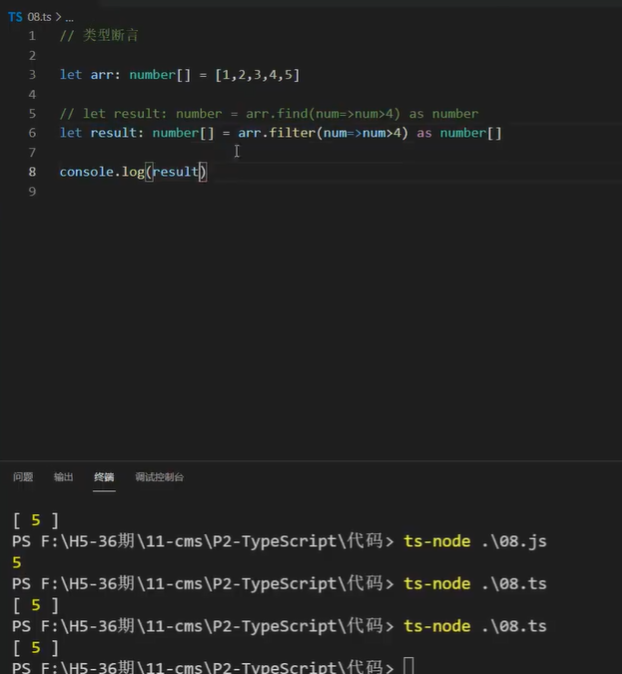 TS 08.ts > ...
1 // 类型断言
2
3 let arr: number[] = [1,2,3,4,5]
4
5 // let result: number = arr.find(num=>num>4) as number
6 let result: number[] = arr.filter(num=>num>4) as number[]
7
8 console.log(result)
9
问题 输出 终端 调试控制台
[ 5 ]
PS F:\H5-36期\11-cms\P2-TypeScript\代码> ts-node .\08.js
5
PS F:\H5-36期\11-cms\P2-TypeScript\代码> ts-node .\08.ts
[ 5 ]
PS F:\H5-36期\11-cms\P2-TypeScript\代码> ts-node .\08.ts
[ 5 ]
PS F:\H5-36期\11-cms\P2-TypeScript\代码>